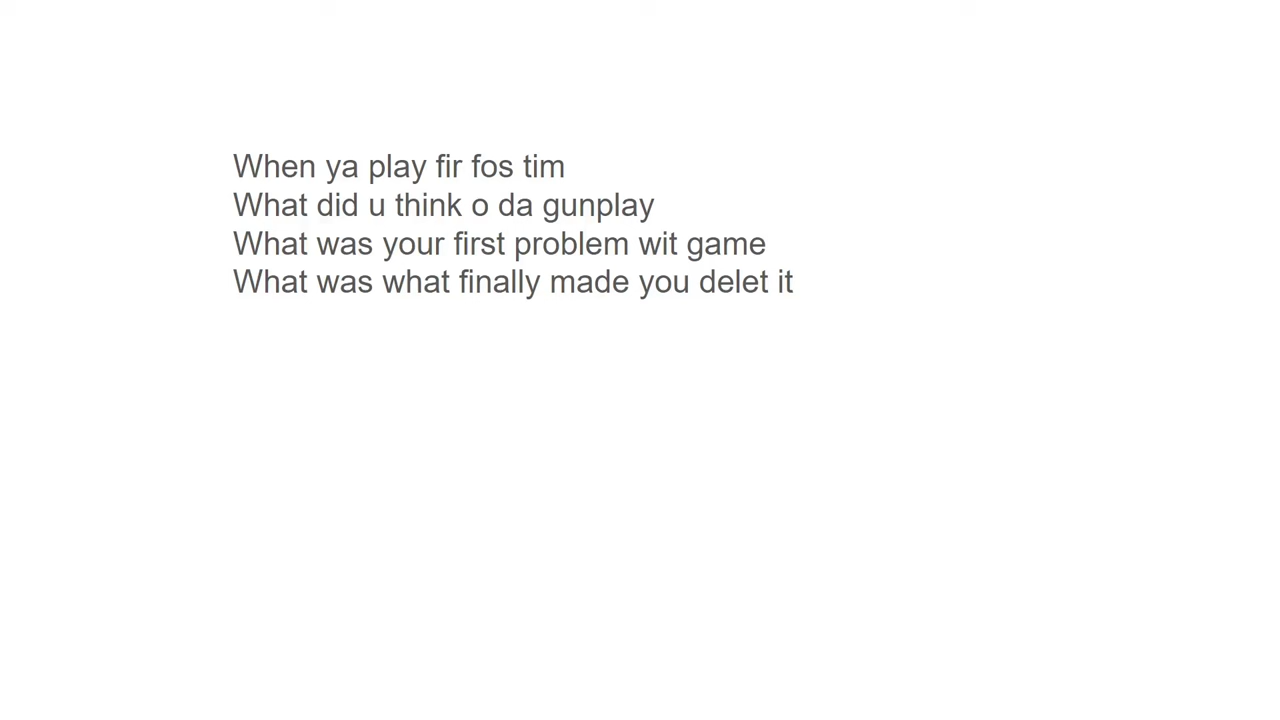 When ya play fir fos tim
What did u think o da gunplay
What was your first problem wit game
What was what finally made you delet it